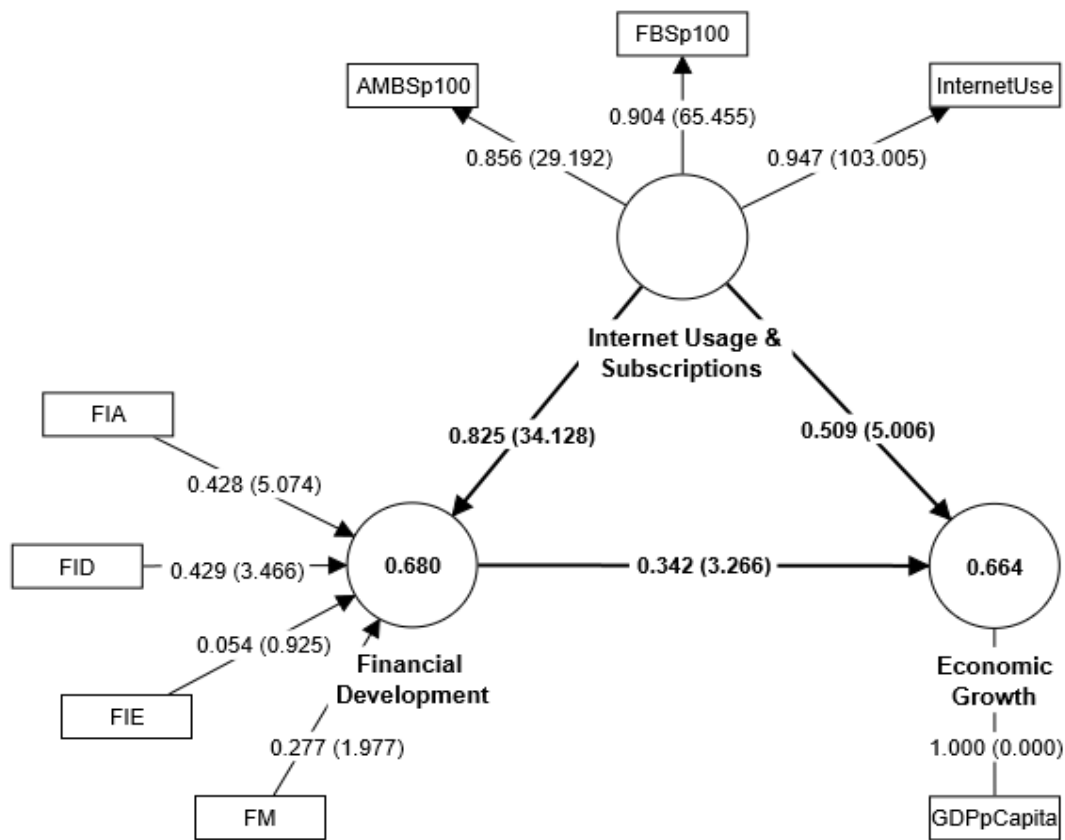 FBSp100
AMBSp100
InternetUse
0.904 (65.455)
0.856 (29.192)
0.947 (103.005)
Internet Usage &
Subscriptions
FIA
0.825 (34.128)
0.509 (5.006)
0.428 (5.074)
FID
0.429 (3.466)
0.680
0.342 (3.266)
0.664
0.054 (0.925)
Financial
Development
Economic
Growth
FIE
0.277 (1.977)
1.000 (0.000)
FM
GDPpCapita